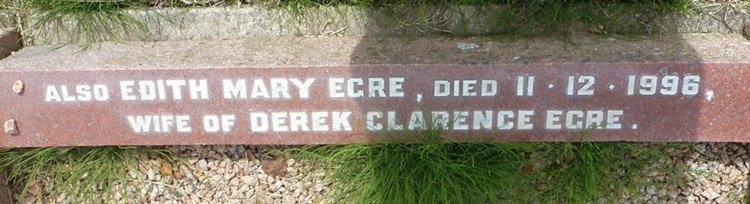 ALSO EDITH MARY EGRE, DIED 11·12·1996,
WIFE OF DEREK CLARENCE EGRE.